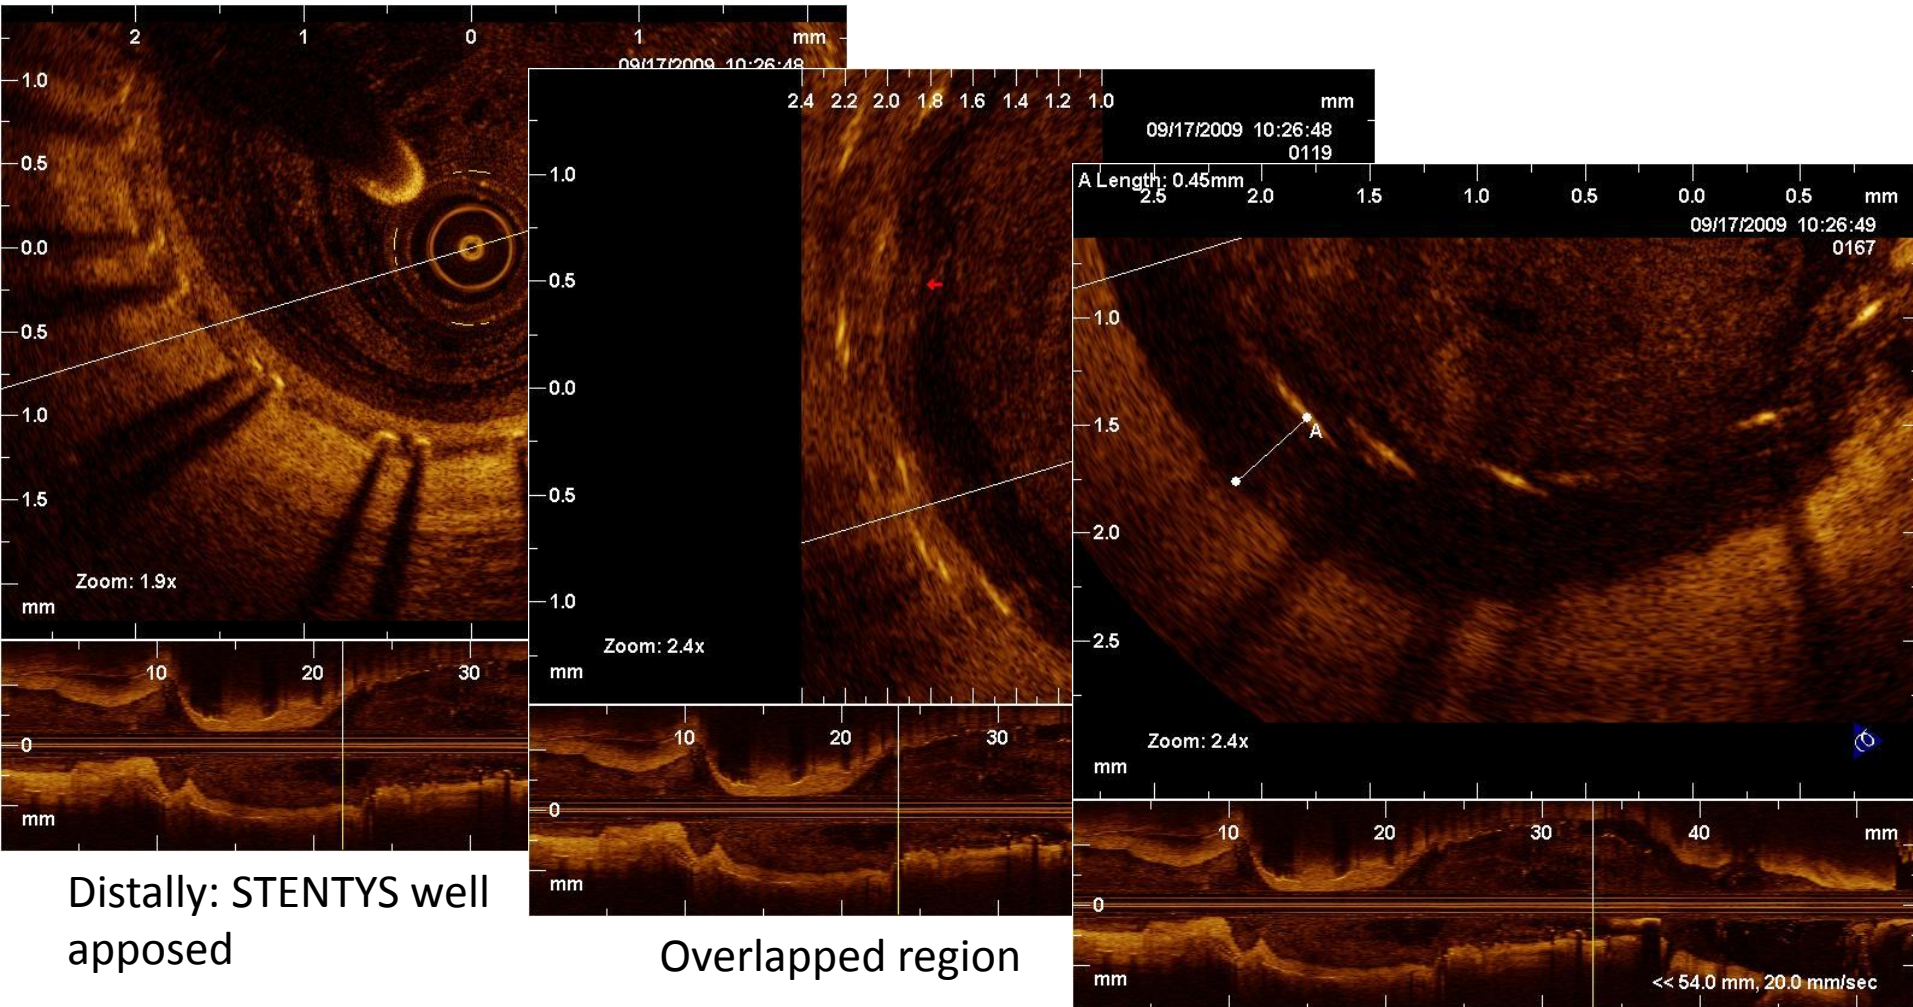 2 1 0 1 mm
09/17/2009 10:26:48
1.0
0.5
0.0
0.5
1.0
1.5
Zoom: 1.9x
mm
10 20 30
0
mm
Distally: STENTYS well
apposed
2.4 2.2 2.0 1.8 1.6 1.4 1.2 1.0 mm
09/17/2009 10:26:48
0119
1.0
0.5
0.0
0.5
1.0
Zoom: 2.4x
mm
10 20 30
0
mm
Overlapped region
A Length: 0.45mm
2.5 2.0 1.5 1.0 0.5 0.0 0.5 mm
09/17/2009 10:26:49
0167
1.0
A
1.5
2.0
2.5
Zoom: 2.4x
mm
10 20 30 40 mm
0
mm
<< 54.0 mm, 20.0 mm/sec